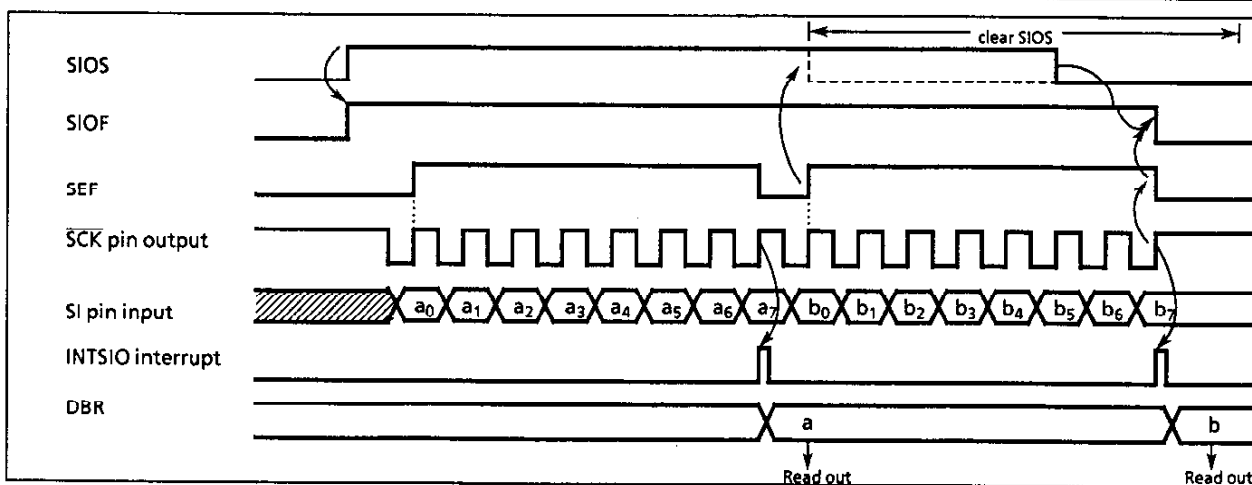 clear SIOS
SIOS
SIOF
SEF
SCK pin output
SI pin input
a0 a1 a2 a3 a4 a5 a6 a7 b0 b1 b2 b3 b4 b5 b6 b7
INTSIO interrupt
DBR
a b
Read out Read out